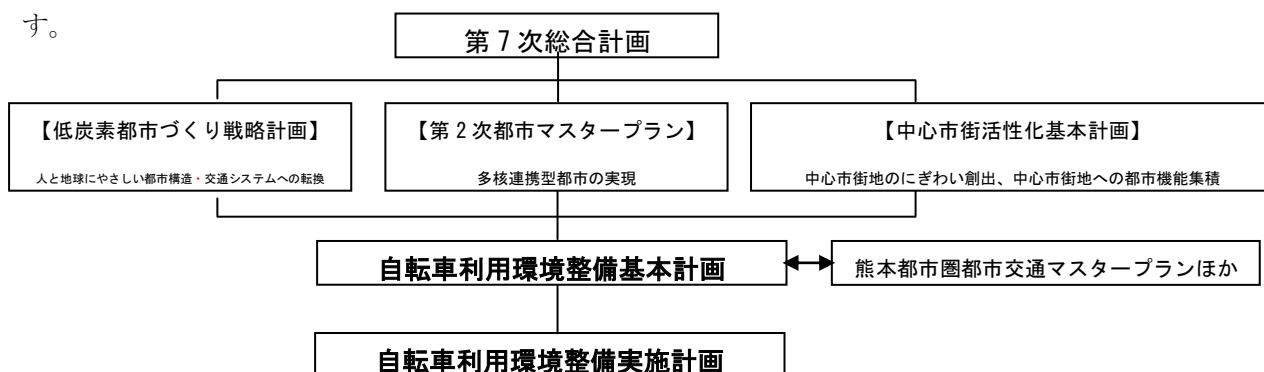 す。
第７次総合計画
【低炭素都市づくり戦略計画】
人と地球にやさしい都市構造・交通システムへの転換
【第２次都市マスタープラン】
多核連携型都市の実現
【中心市街活性化基本計画】
中心市街地のにぎわい創出、中心市街地への都市機能集積
自転車利用環境整備基本計画
熊本都市圏都市交通マスタープランほか
自転車利用環境整備実施計画